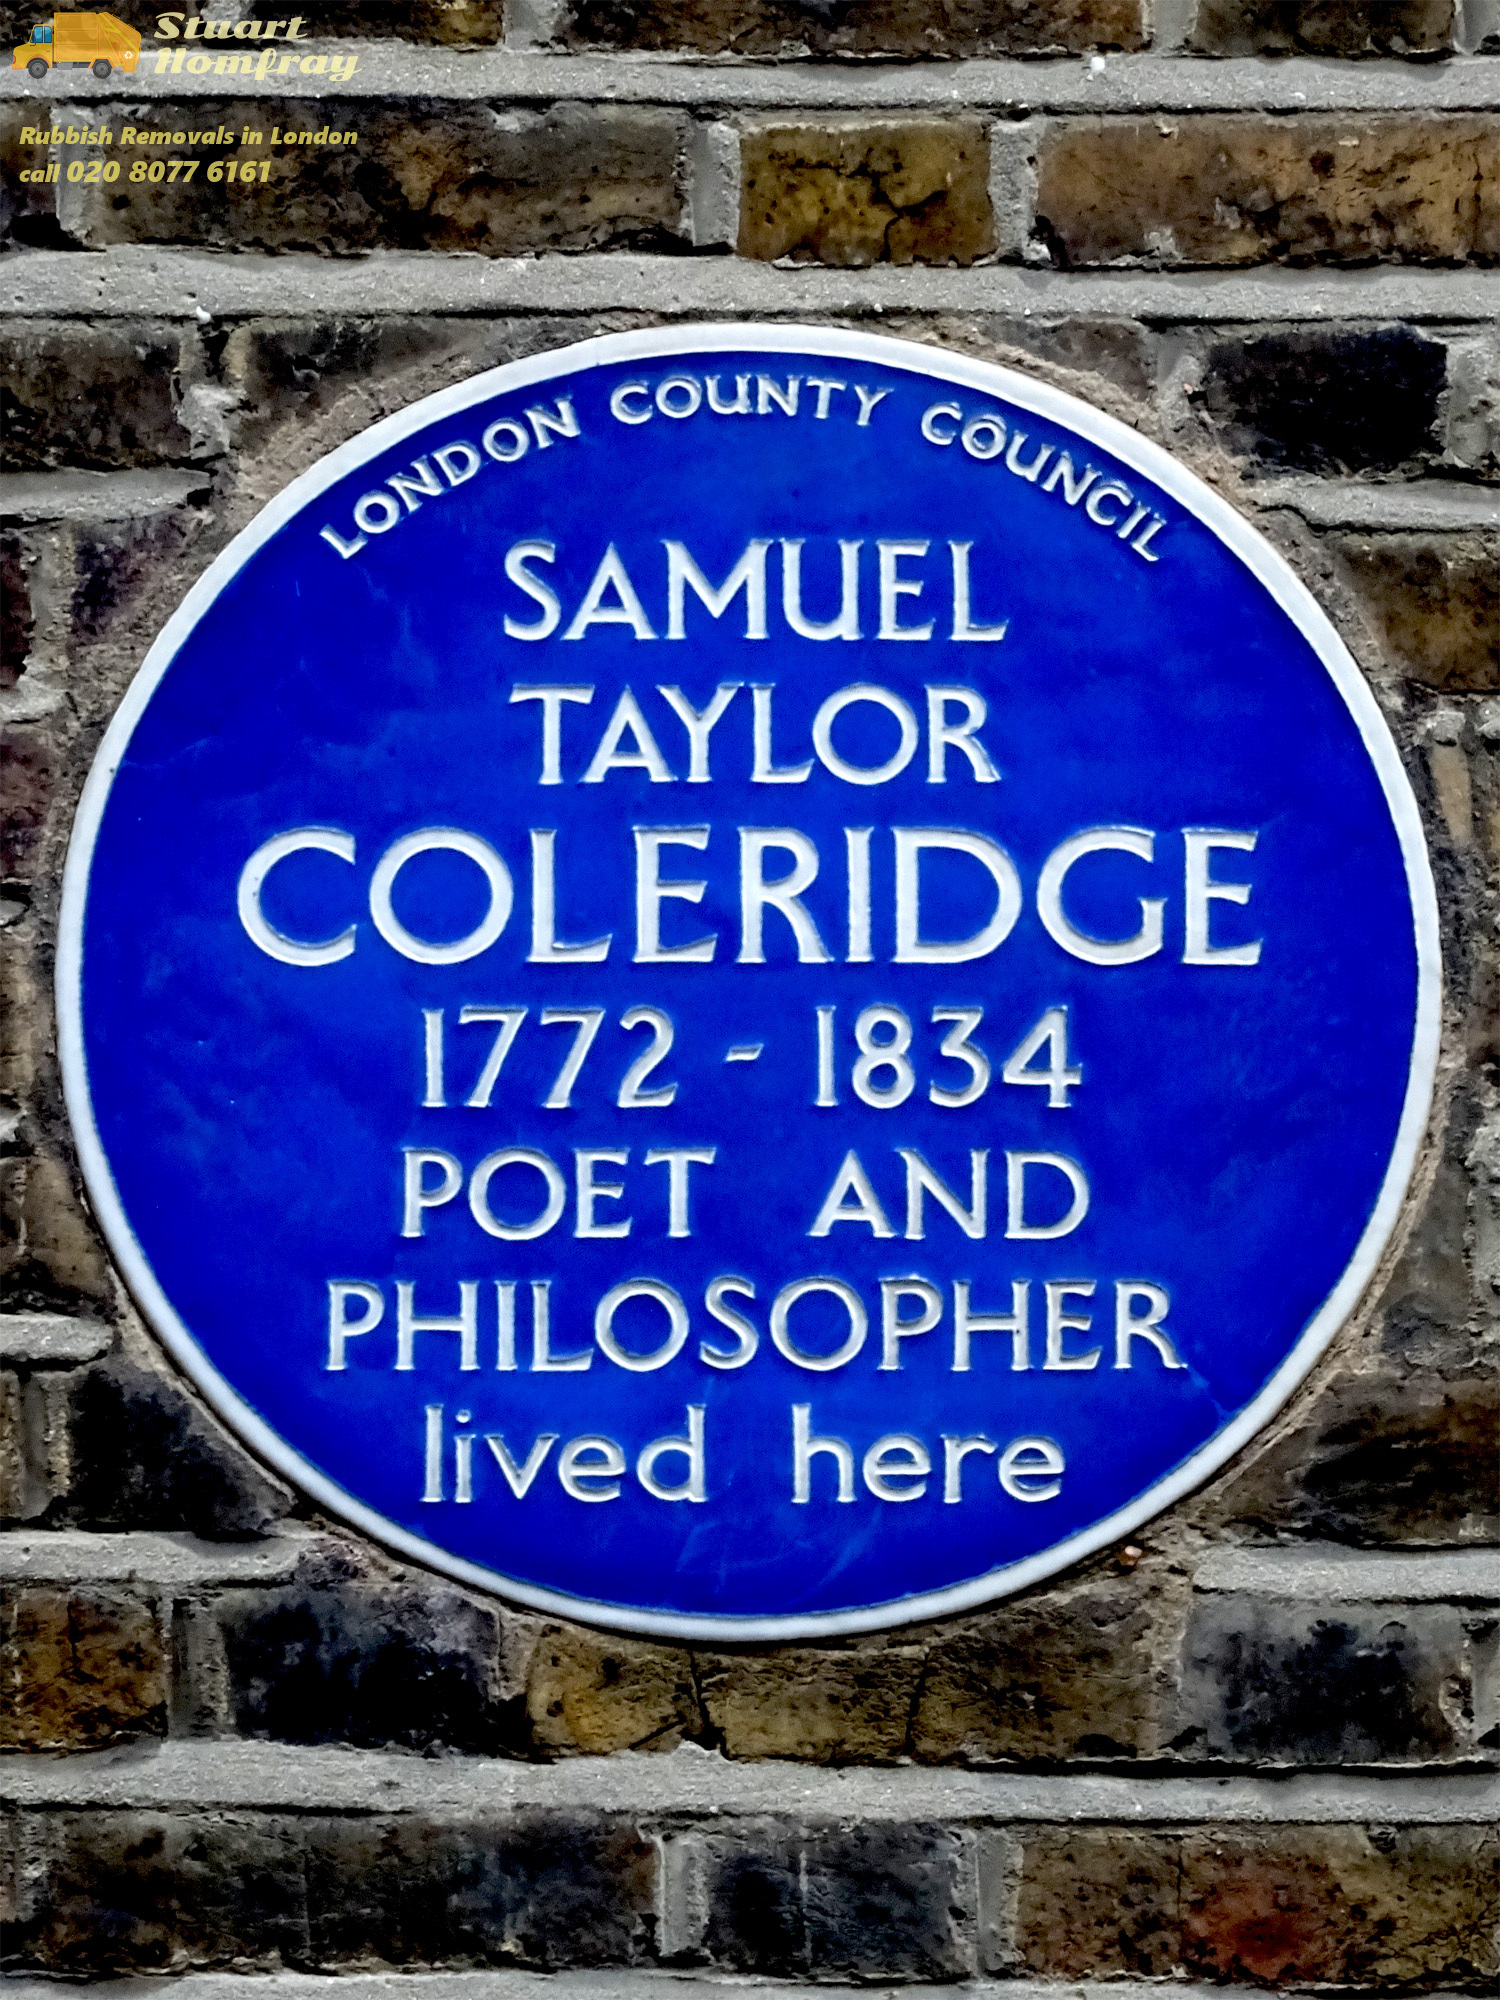 Stuart
Homfray
Rubbish Removals in London
call 020 8077 6161
LONDON COUNTY COUNCIL
SAMUEL
TAYLOR
COLERIDGE
1772 - 1834
POET AND
PHILOSOPHER
lived here